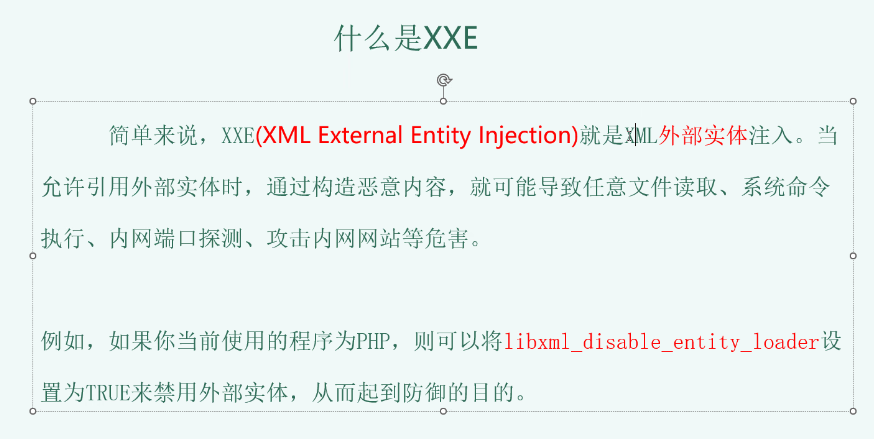 什么是XXE
简单来说，XXE(XML External Entity Injection)就是XML外部实体注入。当
允许引用外部实体时，通过构造恶意内容，就可能导致任意文件读取、系统命令
执行、内网端口探测、攻击内网网站等危害。
例如，如果你当前使用的程序为PHP，则可以将libxml_disable_entity_loader设
置为TRUE来禁用外部实体，从而起到防御的目的。